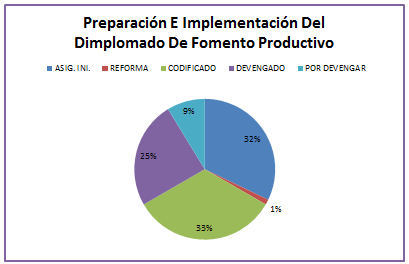 Preparación E Implementación Del
Dimplomado De Fomento Productivo
ASIG. INI. REFORMA CODIFICADO DEVENGADO POR DEVENGAR
9%
32%
25%
1%
33%